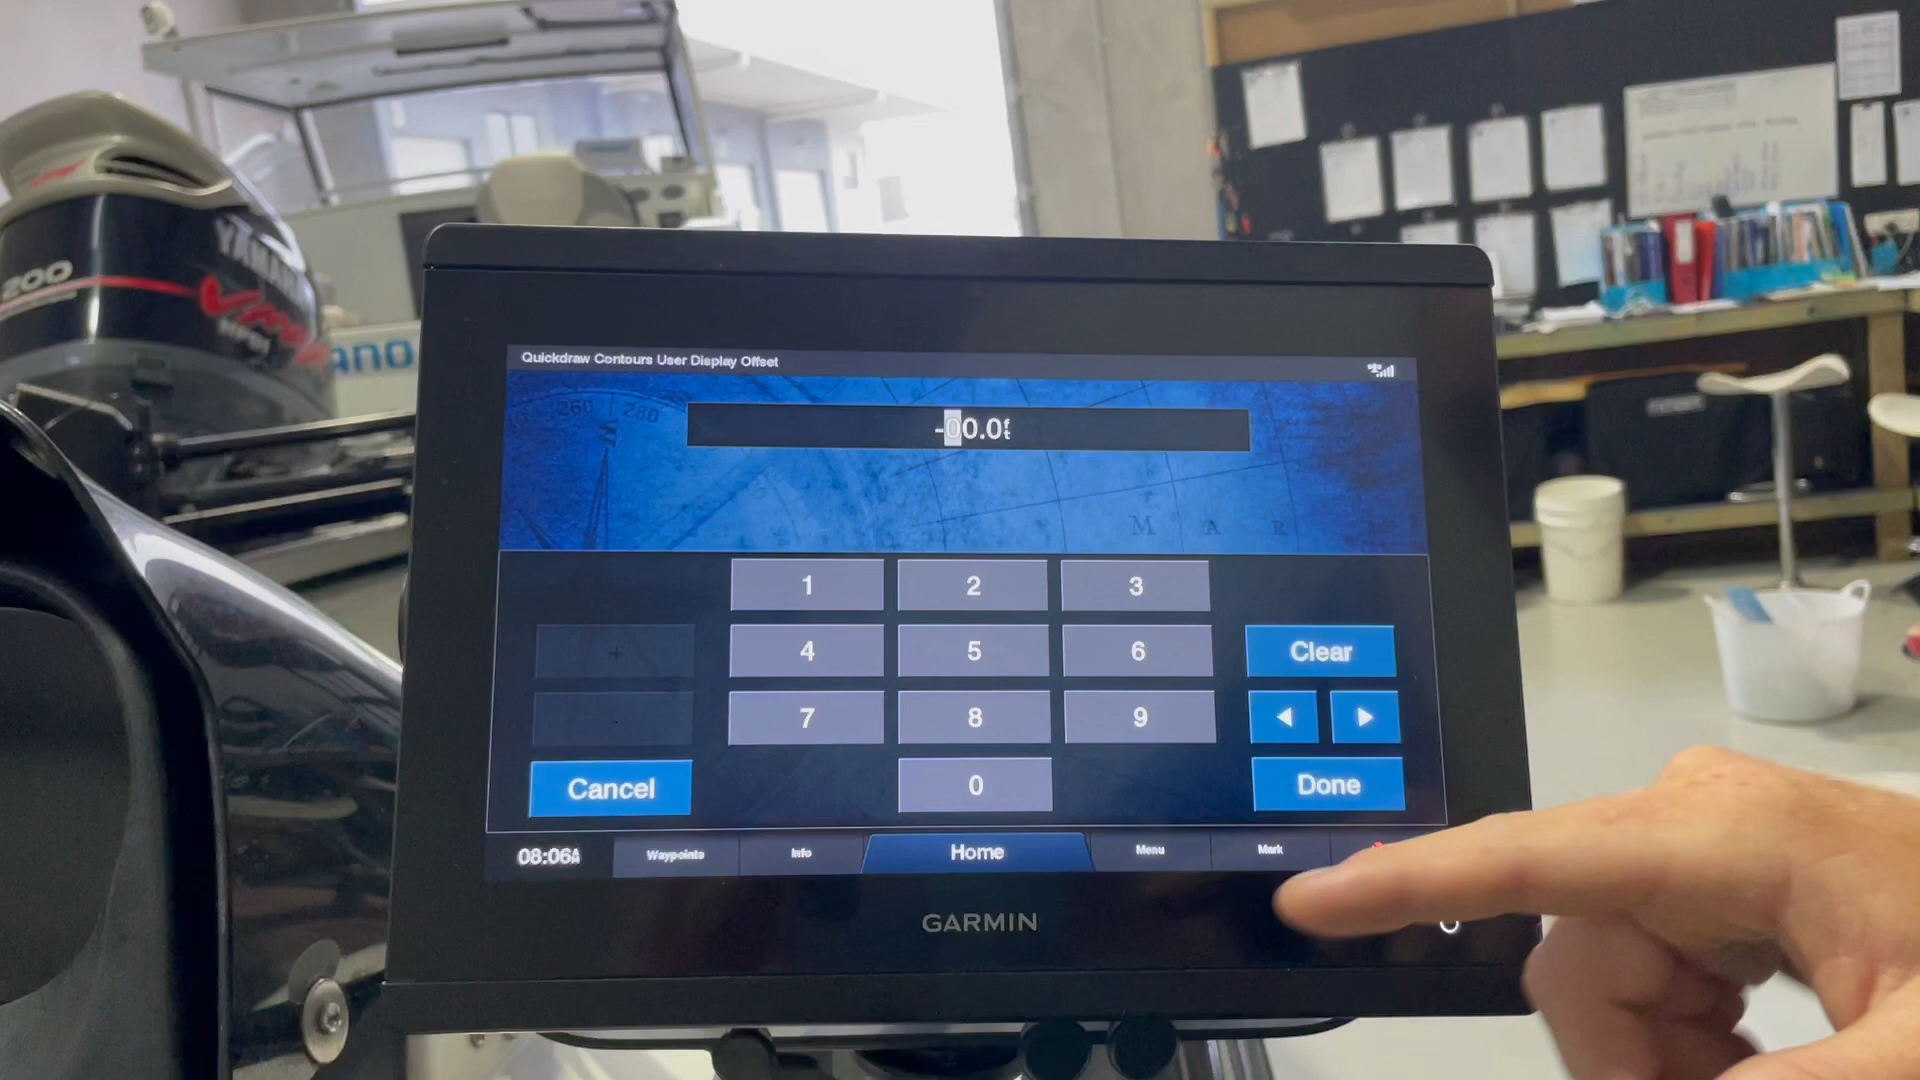 YAMAHA
200
Quickdraw Contours User Display Offset
260 280
W
-00.0ft
M A R
1 2 3
+ 4 5 6 Clear
- 7 8 9
Cancel 0 Done
08:06A Waypoints Info Home Menu Mark
GARMIN